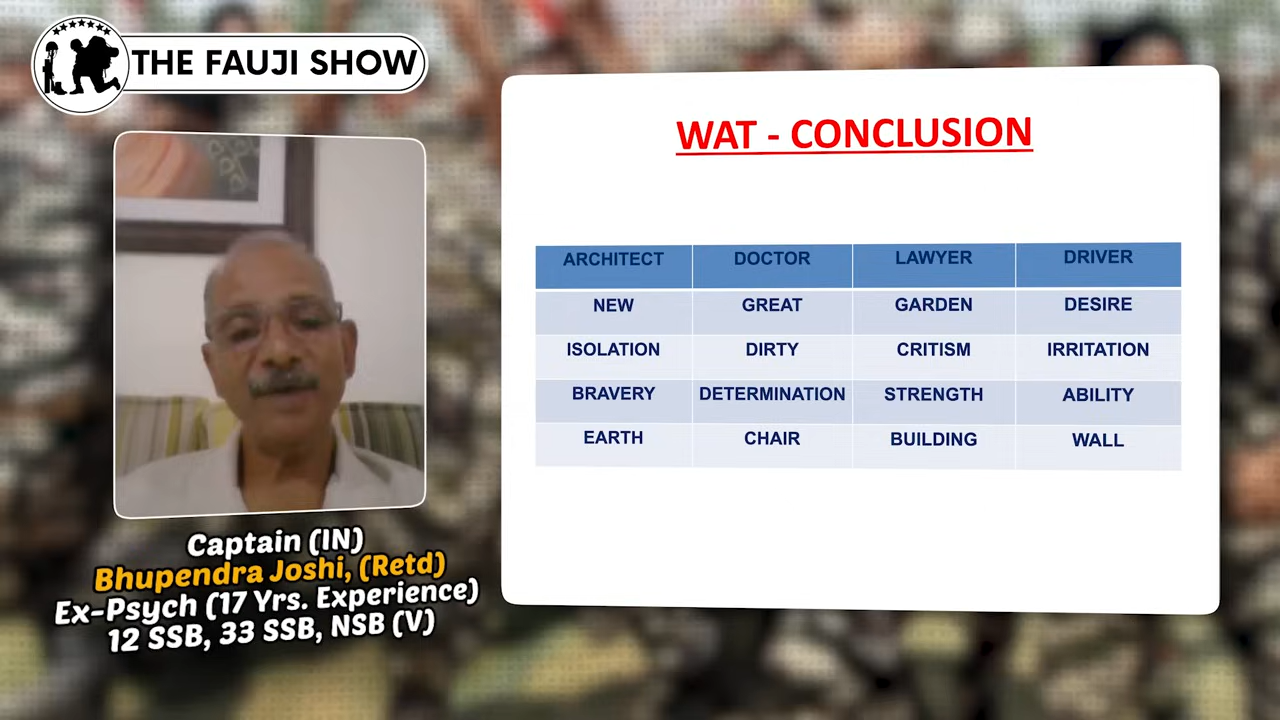 THE FAUJI SHOW
WAT - CONCLUSION
ARCHITECT DOCTOR LAWYER DRIVER
NEW GREAT GARDEN DESIRE
ISOLATION DIRTY CRITISM IRRITATION
BRAVERY DETERMINATION STRENGTH ABILITY
EARTH CHAIR BUILDING WALL
Captain (IN)
Bhupendra Joshi, (Retd)
Ex-Psych (17 Yrs. Experience)
12 SSB, 33 SSB, NSB (V)